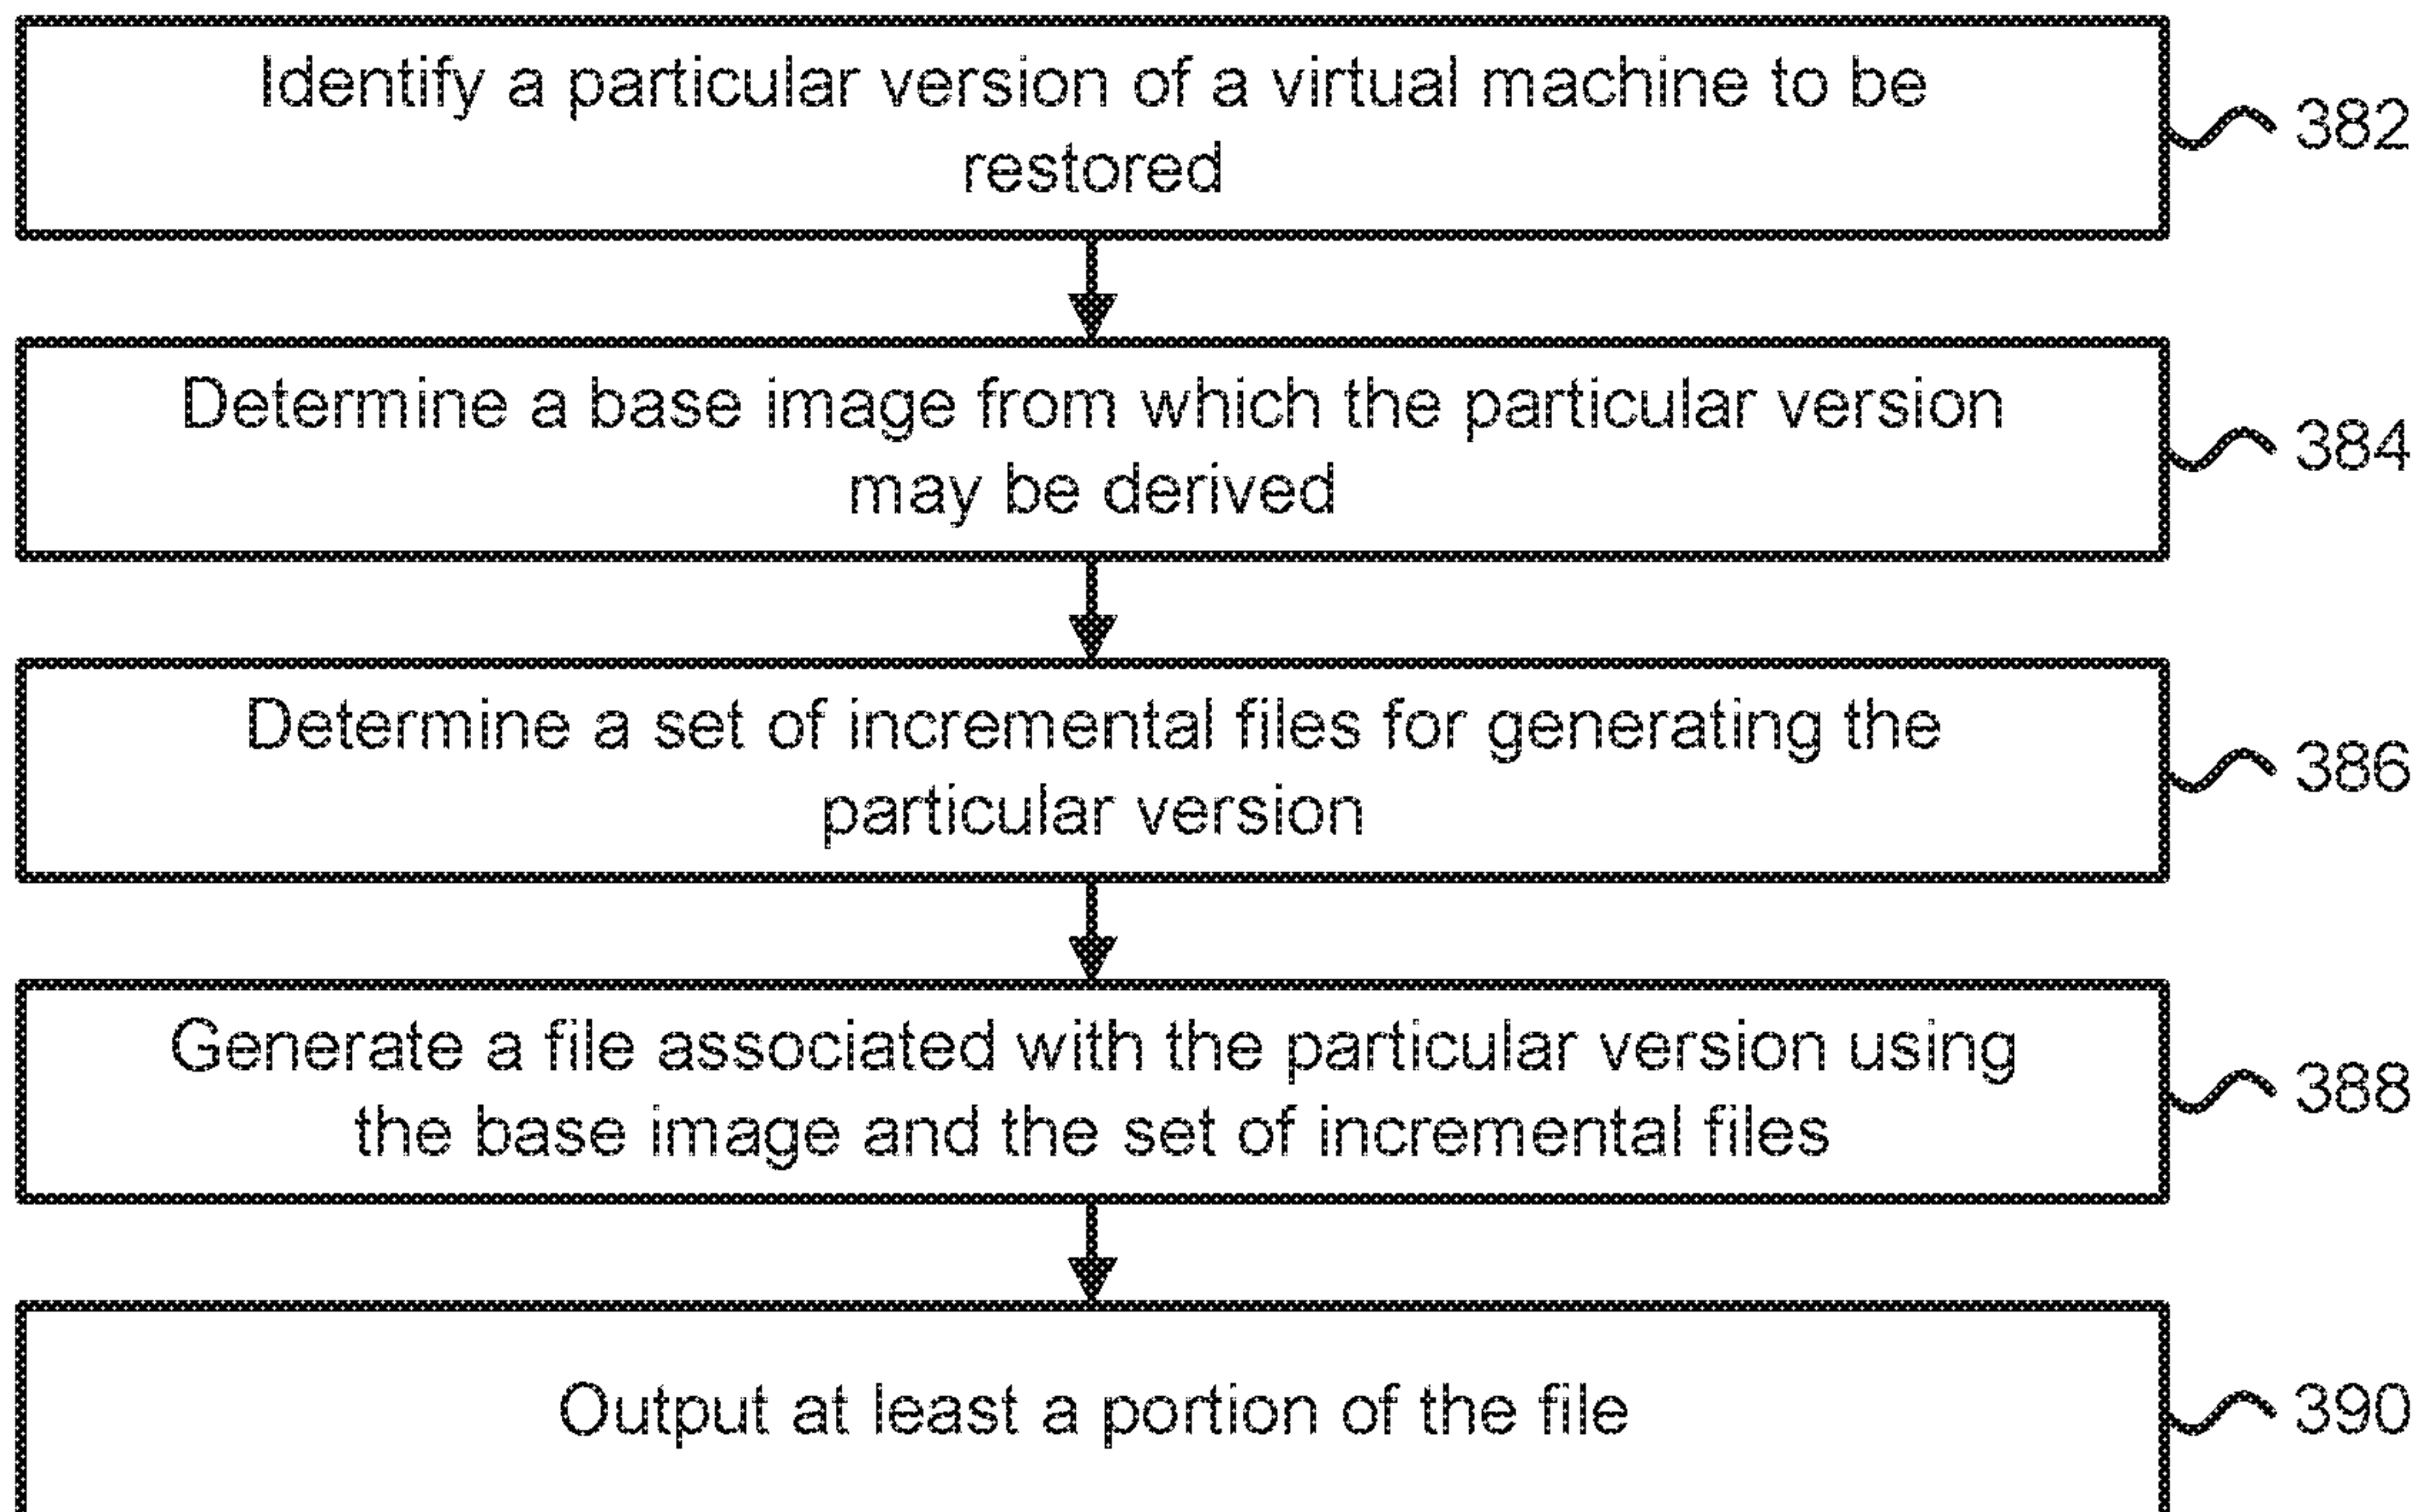 Identify a particular version of a virtual machine to be
restored
382
Determine a base image from which the particular version
may be derived
384
Determine a set of incremental files for generating the
particular version
386
Generate a file associated with the particular version using
the base image and the set of incremental files
388
Output at least a portion of the file
390